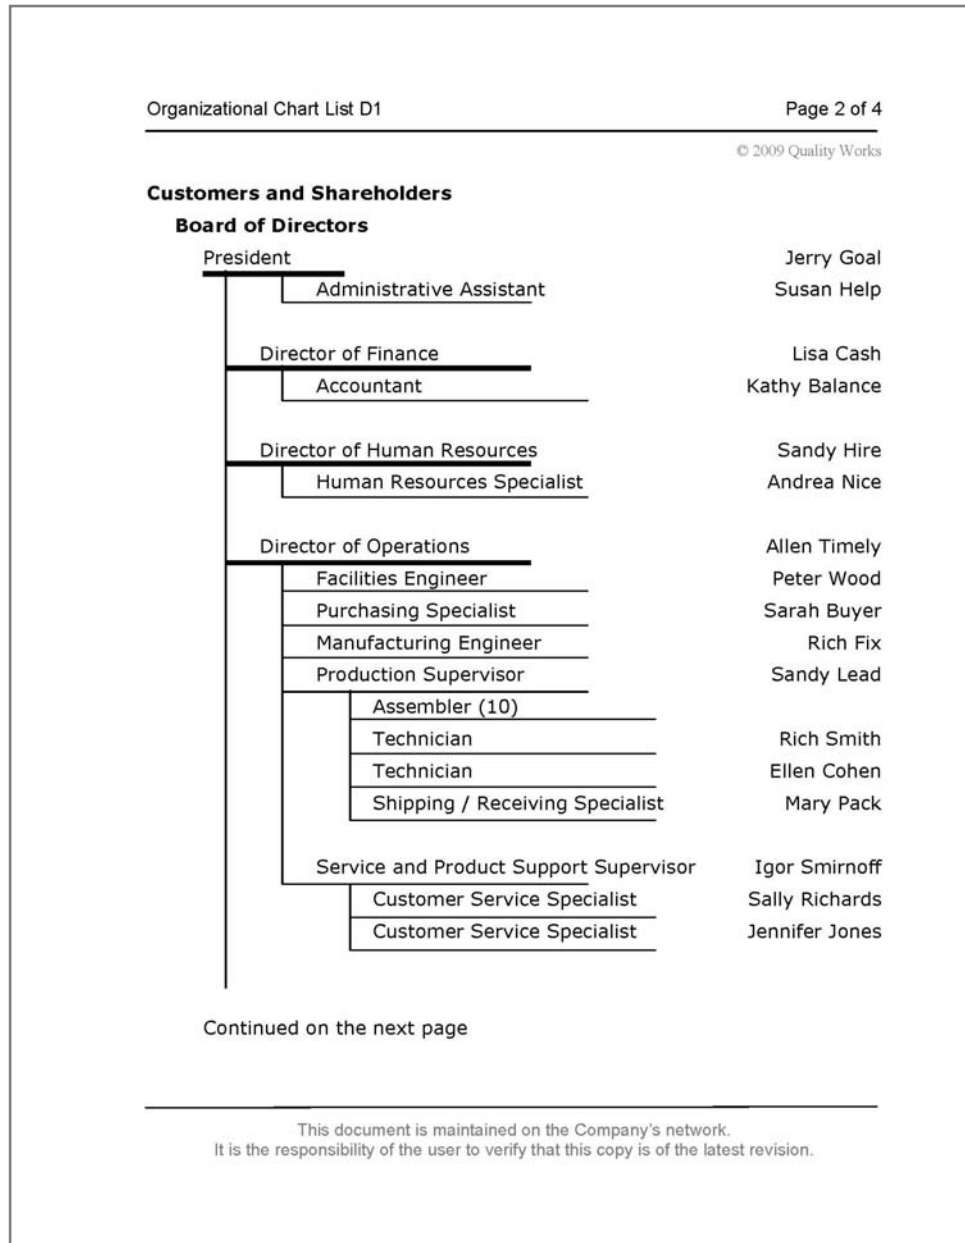 Organizational Chart List D1 Page 2 of 4
© 2009 Quality Works
Customers and Shareholders
Board of Directors
President Jerry Goal
Administrative Assistant Susan Help
Director of Finance Lisa Cash
Accountant Kathy Balance
Director of Human Resources Sandy Hire
Human Resources Specialist Andrea Nice
Director of Operations Allen Timely
Facilities Engineer Peter Wood
Purchasing Specialist Sarah Buyer
Manufacturing Engineer Rich Fix
Production Supervisor Sandy Lead
Assembler (10)
Technician Rich Smith
Technician Ellen Cohen
Shipping / Receiving Specialist Mary Pack
Service and Product Support Supervisor Igor Smirnoff
Customer Service Specialist Sally Richards
Customer Service Specialist Jennifer Jones
Continued on the next page
This document is maintained on the Company's network.
It is the responsibility of the user to verify that this copy is of the latest revision.